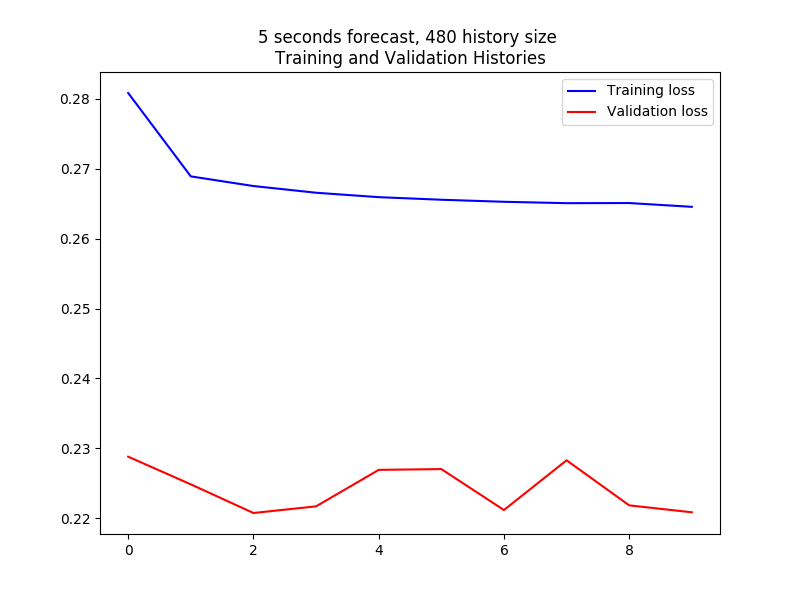 5 seconds forecast, 480 history size
Training and Validation Histories
Training loss
Validation loss
0.28
0.27
0.26
0.25
0.24
0.23
0.22
0 2 4 6 8